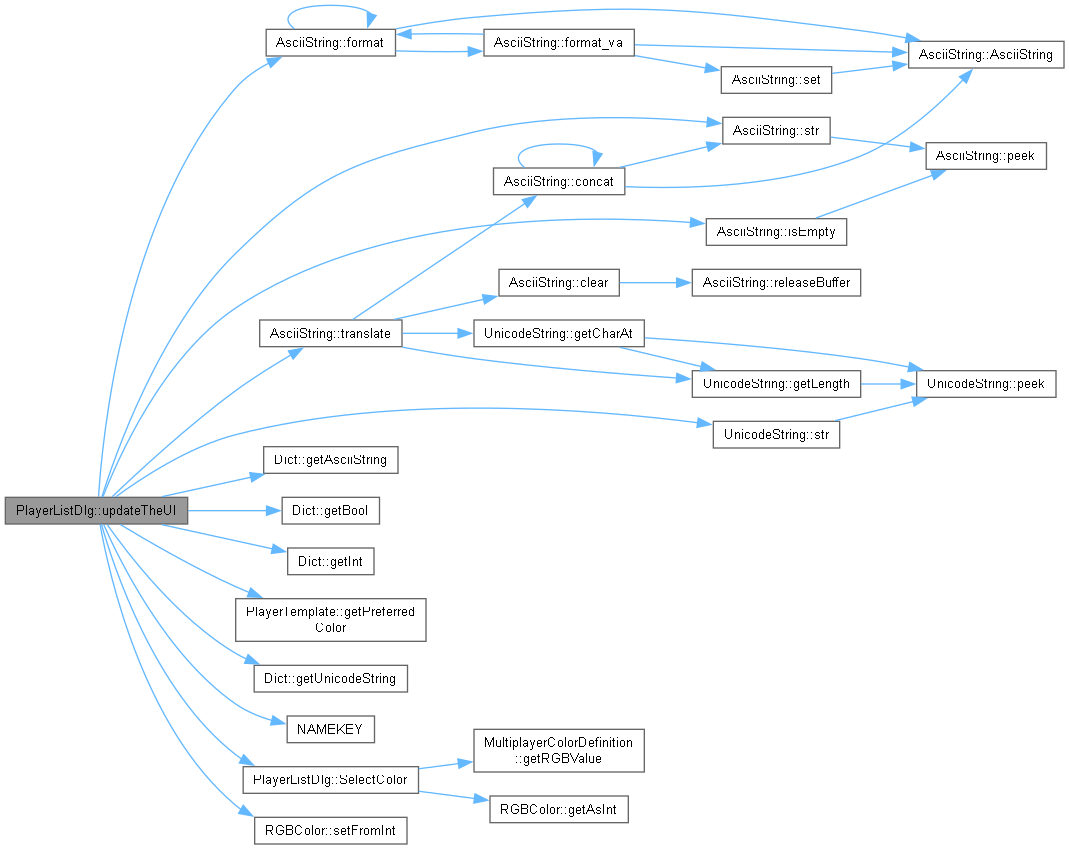 AsciiString::format
AsciiString::format_va
AsciiString::AsciiString
AsciiString::set
AsciiString::str
AsciiString::peek
AsciiString::concat
AsciiString::isEmpty
AsciiString::clear
AsciiString::releaseBuffer
AsciiString::translate
UnicodeString::getCharAt
UnicodeString::getLength
UnicodeString::peek
UnicodeString::str
Dict::getAsciiString
PlayerListDlg::updateTheUI
Dict::getBool
Dict::getInt
PlayerTemplate::getPreferred
Color
Dict::getUnicodeString
NAMEKEY
MultiplayerColorDefinition
::getRGBValue
PlayerListDlg::SelectColor
RGBColor::getAsInt
RGBColor::setFromInt